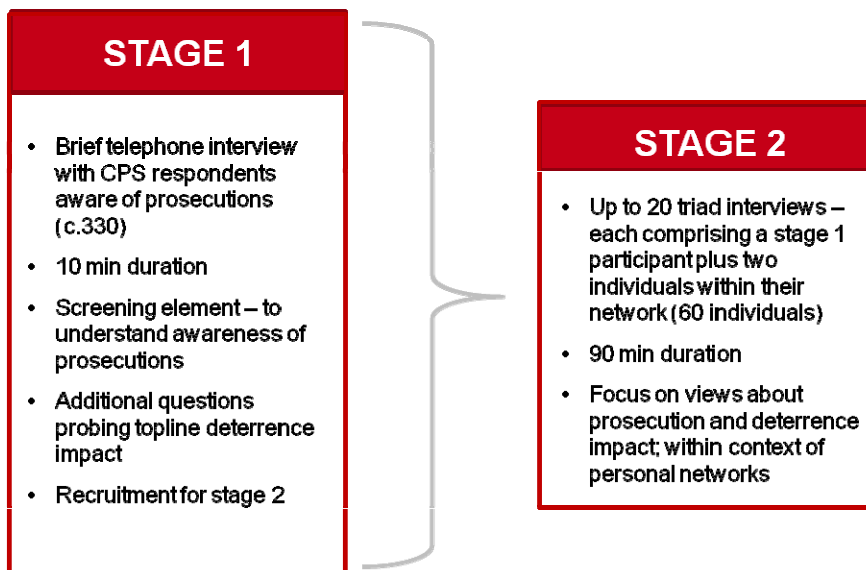 STAGE 1
• Brief telephone interview
with CPS respondents
aware of prosecutions
(c.330)
• 10 min duration
• Screening element – to
understand awareness of
prosecutions
• Additional questions
probing topline deterrence
impact
• Recruitment for stage 2
STAGE 2
• Up to 20 triad interviews –
each comprising a stage 1
participant plus two
individuals within their
network (60 individuals)
• 90 min duration
• Focus on views about
prosecution and deterrence
impact; within context of
personal networks